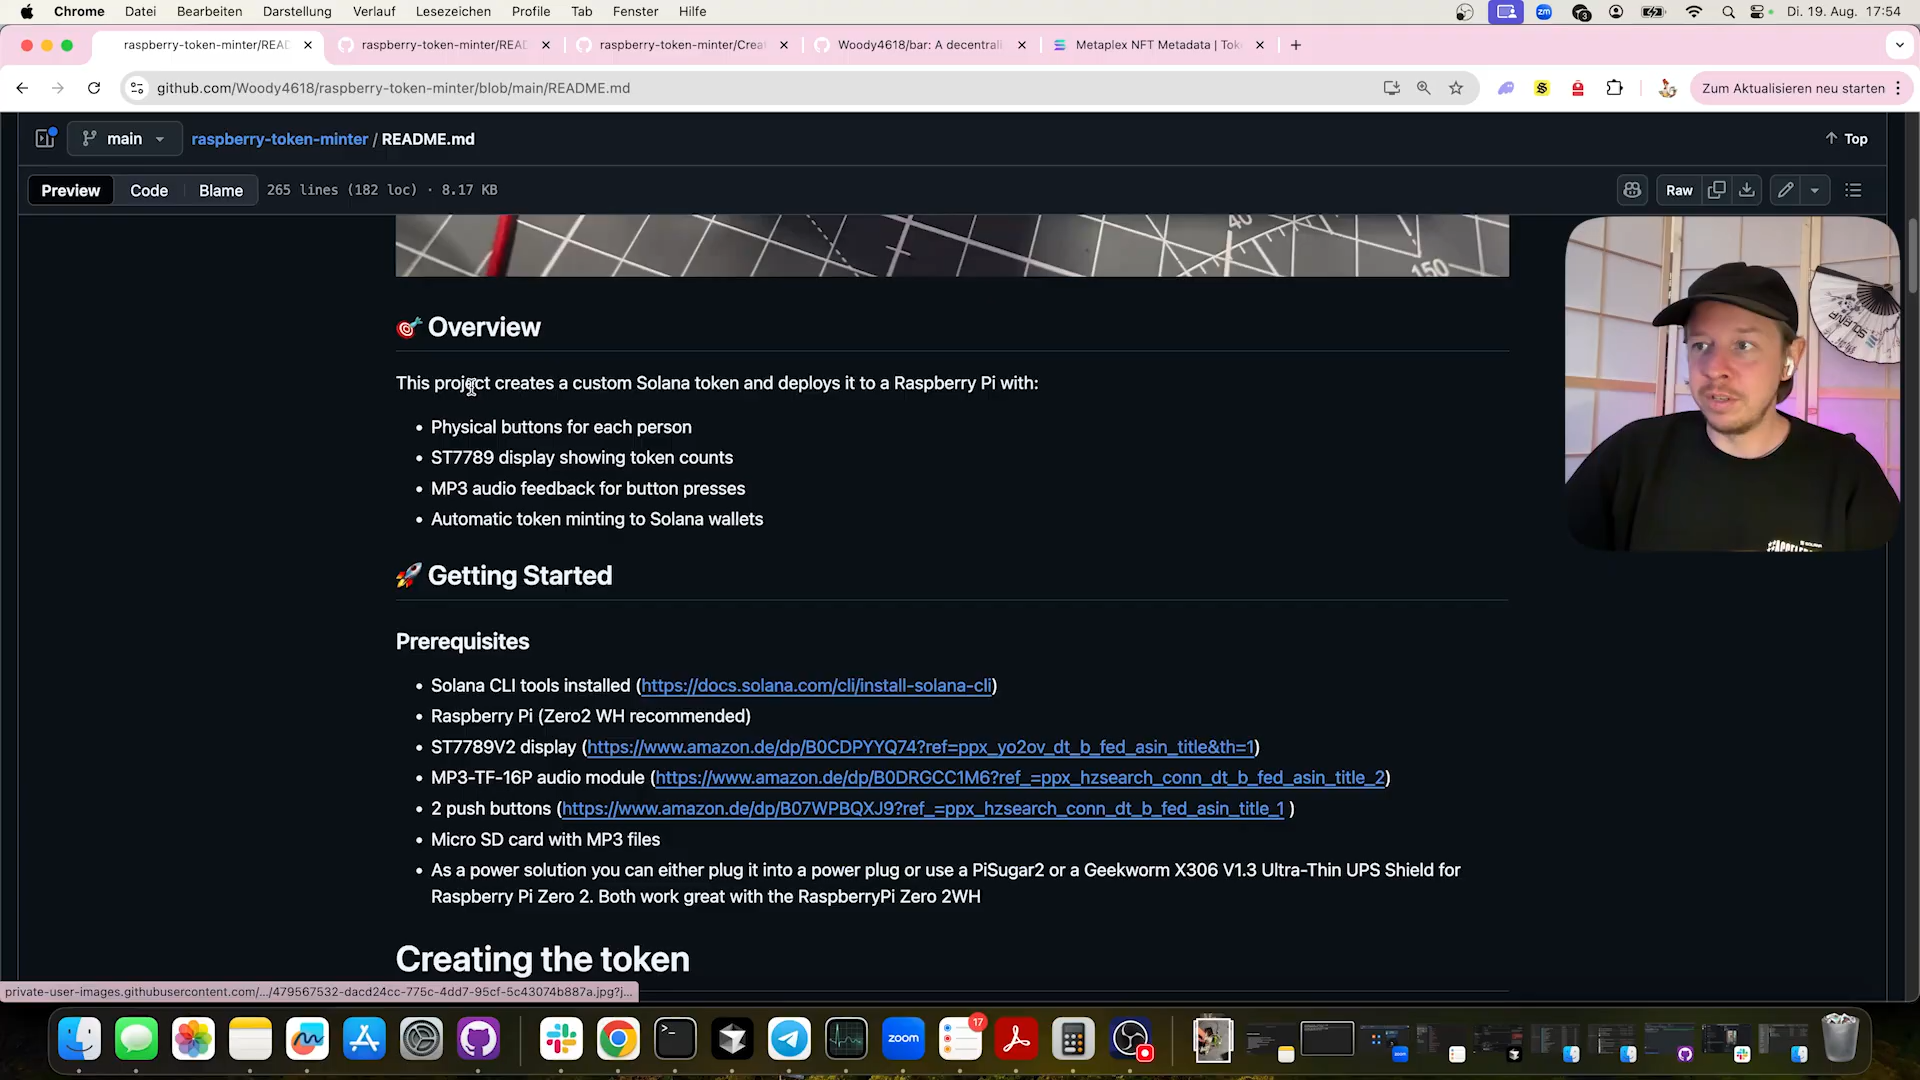 Chrome Datei Bearbeiten Darstellung Verlauf Lesezeichen Profile Tab Fenster Hilfe
zm 3 Di. 19. Aug. 17:54
raspberry-token-minter/READ
raspberry-token-minter/READ
raspberry-token-minter/Crea
Woody4618/bar: A decentrali
Metaplex NFT Metadata | Tok
github.com/Woody4618/raspberry-token-minter/blob/main/README.md
Zum Aktualisieren neu starten
main
raspberry-token-minter / README.md
Top
Preview Code Blame 265 lines (182 loc) · 8.17 KB
Raw
40
150
🎯 Overview
This project creates a custom Solana token and deploys it to a Raspberry Pi with:
• Physical buttons for each person
• ST7789 display showing token counts
• MP3 audio feedback for button presses
• Automatic token minting to Solana wallets
🚀 Getting Started
Prerequisites
• Solana CLI tools installed (https://docs.solana.com/cli/install-solana-cli)
• Raspberry Pi (Zero2 WH recommended)
• ST7789V2 display (https://www.amazon.de/dp/B0CDPYYQ74?ref=ppx_yo2ov_dt_b_fed_asin_title&th=1)
• MP3-TF-16P audio module (https://www.amazon.de/dp/B0DRGCC1M6?ref_=ppx_hzsearch_conn_dt_b_fed_asin_title_2)
• 2 push buttons (https://www.amazon.de/dp/B07WPBQXJ9?ref_=ppx_hzsearch_conn_dt_b_fed_asin_title_1 )
• Micro SD card with MP3 files
• As a power solution you can either plug it into a power plug or use a PiSugar2 or a Geekworm X306 V1.3 Ultra-Thin UPS Shield for
Raspberry Pi Zero 2. Both work great with the RaspberryPi Zero 2WH
Creating the token
private-user-images.githubusercontent.com/.../479567532-dacd24cc-775c-4dd7-95cf-5c43074b887a.jpg?j...
SOLANA
zoom
17